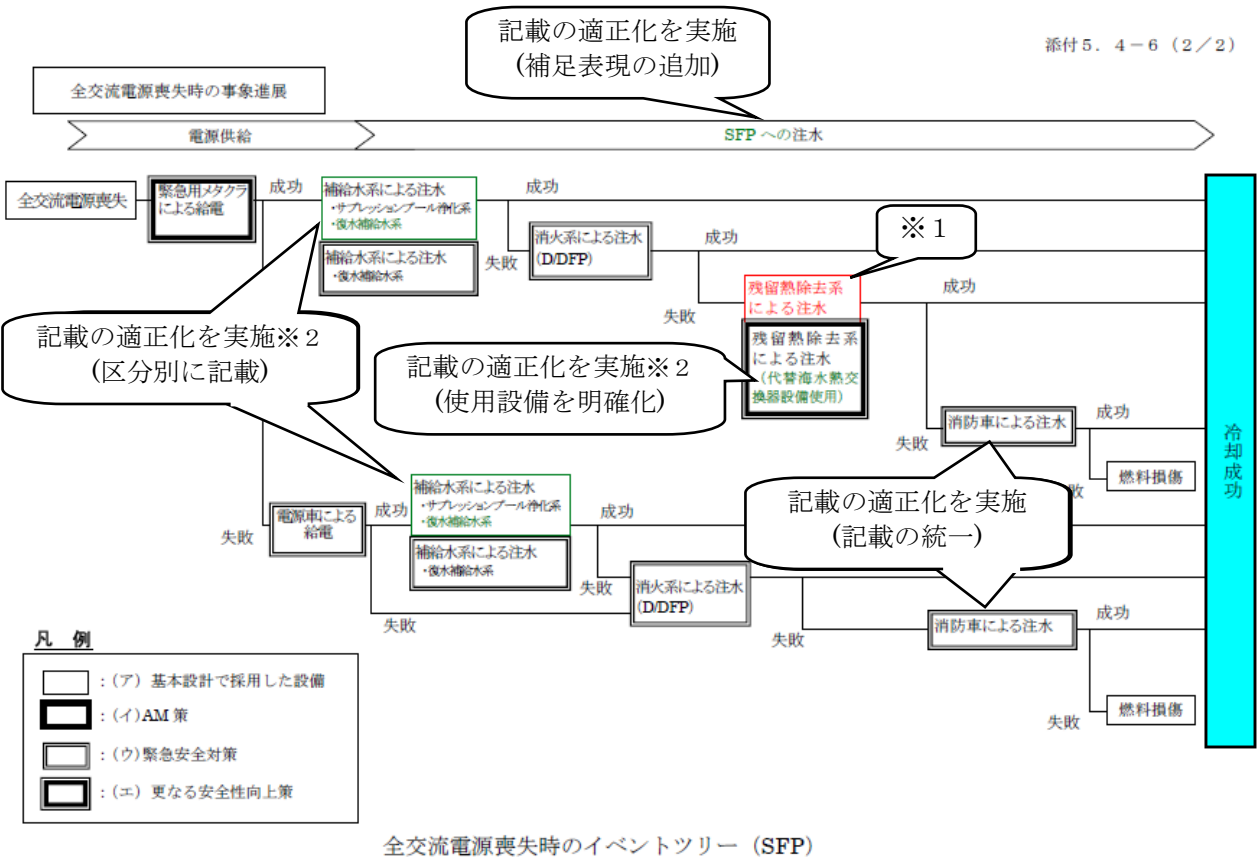 記載の適正化を実施
(補足表現の追加)
添付5.4-6(2/2)
全交流電源喪失時の事象進展
電源供給
SFPへの注水
全交流電源喪失
緊急用メタクラ
による給電
成功
補給水系による注水
・サプレッションプール浄化系
・復水補給水系
補給水系による注水
・復水補給水系
成功
失敗
消火系による注水
(D/DFP)
成功
※1
失敗
残留熱除去系
による注水
残留熱除去系
による注水
(代替海水熱交
換器設備使用)
成功
記載の適正化を実施※2
(区分別に記載)
記載の適正化を実施※2
(使用設備を明確化)
失敗
消防車による注水
成功
燃料損傷
敗
冷却成功
記載の適正化を実施
(記載の統一)
失敗
電源車による
給電
成功
補給水系による注水
・サプレッションプール浄化系
・復水補給水系
補給水系による注水
・復水補給水系
成功
失敗
消火系による注水
(D/DFP)
失敗
失敗
消防車による注水
成功
失敗
燃料損傷
凡 例
:(ア) 基本設計で採用した設備
:(イ)AM 策
:(ウ)緊急安全対策
:(エ) 更なる安全性向上策
全交流電源喪失時のイベントツリー(SFP)